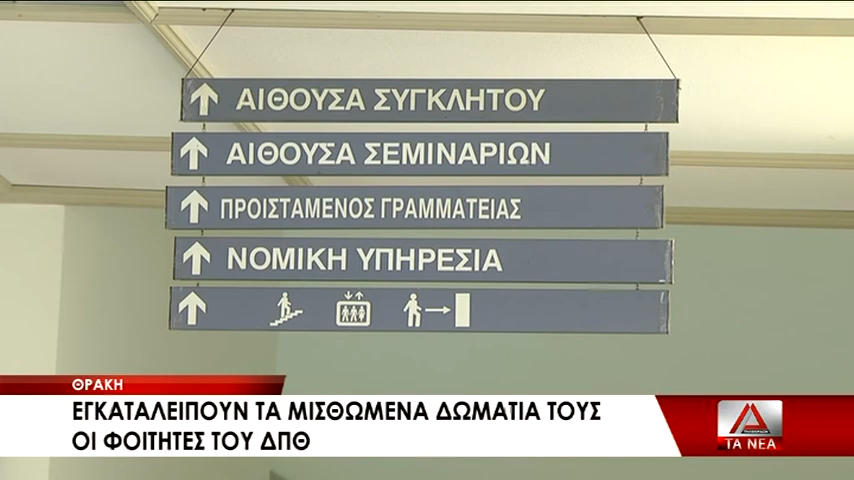 ΑΙΘΟΥΣΑ ΣΥΓΚΛΗΤΟΥ
ΑΙΘΟΥΣΑ ΣΕΜΙΝΑΡΙΩΝ
ΠΡΟΙΣΤΑΜΕΝΟΣ ΓΡΑΜΜΑΤΕΙΑΣ
ΝΟΜΙΚΗ ΥΠΗΡΕΣΙΑ
ΘΡΑΚΗ
ΕΓΚΑΤΑΛΕΙΠΟΥΝ ΤΑ ΜΙΣΘΩΜΕΝΑ ΔΩΜΑΤΙΑ ΤΟΥΣ
ΟΙ ΦΟΙΤΗΤΕΣ ΤΟΥ ΔΠΘ
ΤΑ ΝΕΑ